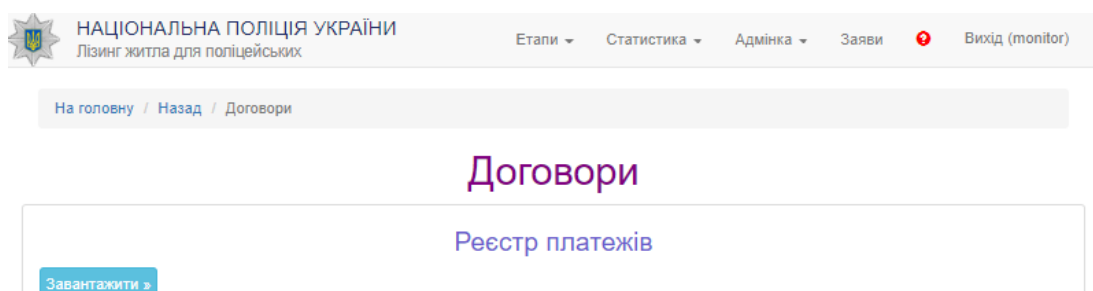 НАЦІОНАЛЬНА ПОЛІЦІЯ УКРАЇНИ
Лізинг житла для поліцейських
Етапи Статистика Адмінка Заяви ? Вихід (monitor)
На головну / Назад / Договори
Договори
Реєстр платежів
Завантажити »